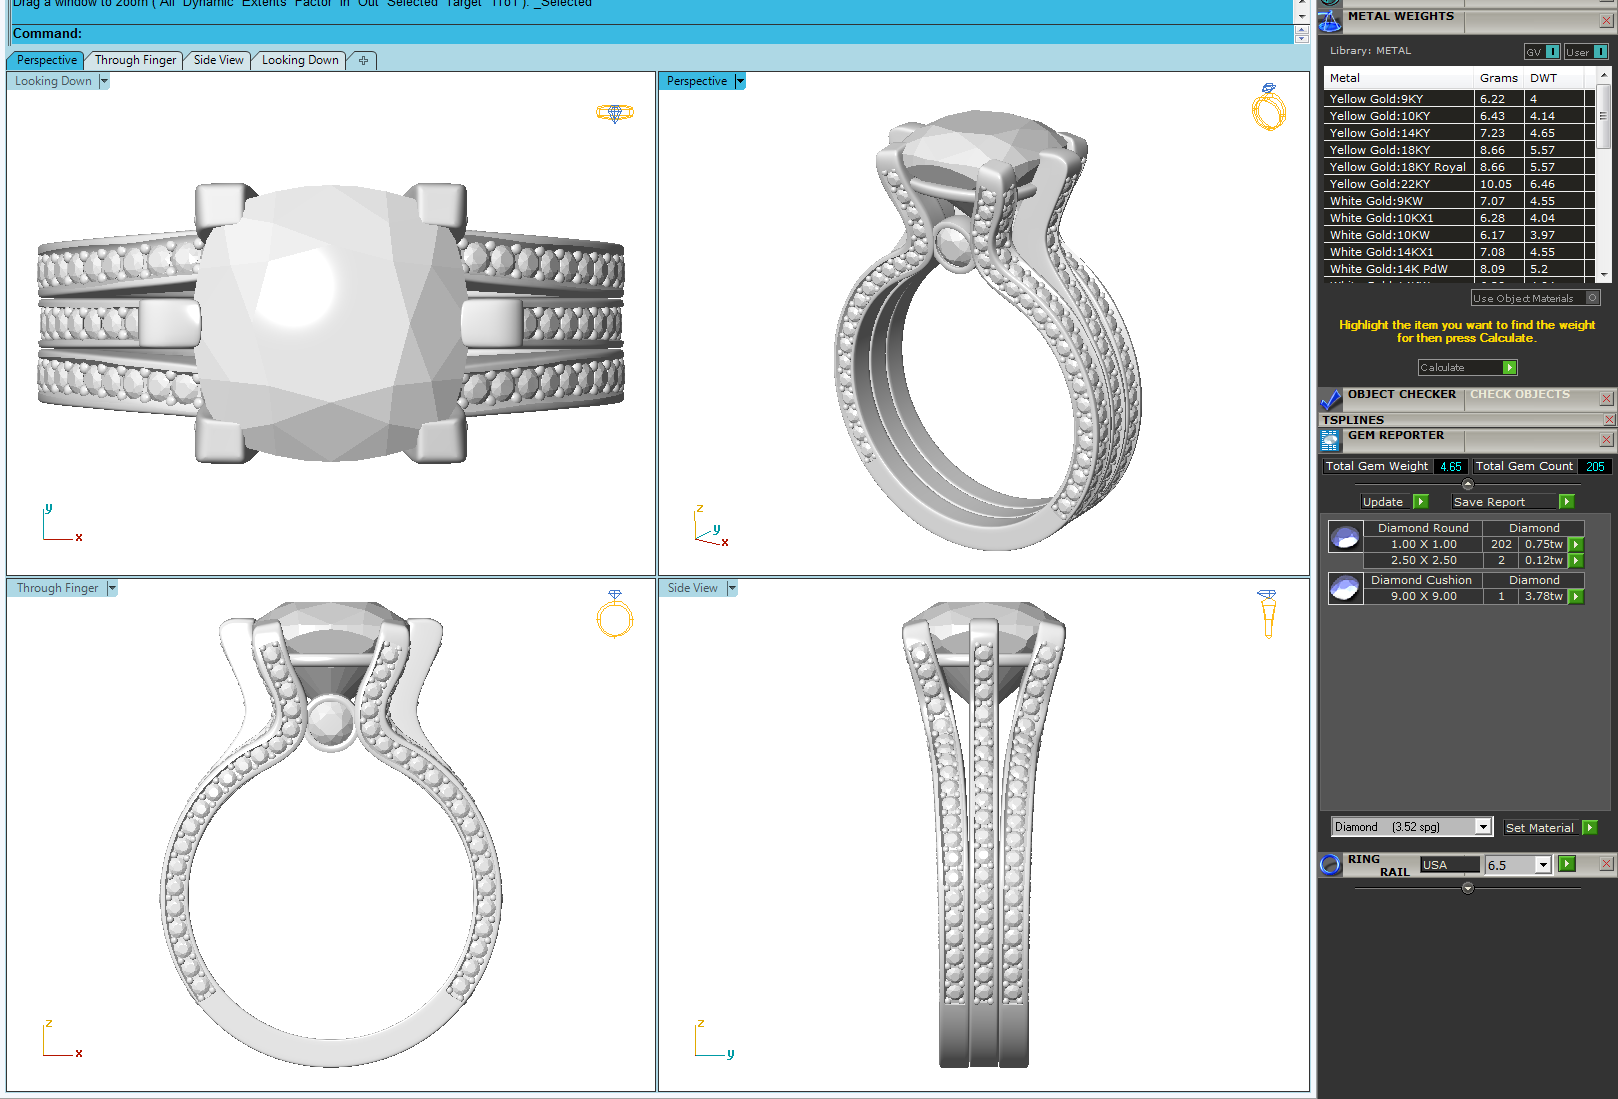 Drag a window to zoom ( All Dynamic Extents Factor In Out Selected Target 1To1 ): _Selected
Command:
Perspective Through Finger Side View Looking Down
Looking Down
Perspective
y
x
z
y
x
Through Finger
Side View
z
x
z
y
METAL WEIGHTS
Library: METAL GV I User I
Metal Grams DWT
Yellow Gold:9KY 6.22 4
Yellow Gold:10KY 6.43 4.14
Yellow Gold:14KY 7.23 4.65
Yellow Gold:18KY 8.66 5.57
Yellow Gold:18KY Royal 8.66 5.57
Yellow Gold:22KY 10.05 6.46
White Gold:9KW 7.07 4.55
White Gold:10KX1 6.28 4.04
White Gold:10KW 6.17 3.97
White Gold:14KX1 7.08 4.55
White Gold:14K PdW 8.09 5.2
Use Object Materials
Highlight the item you want to find the weight
for then press Calculate.
Calculate
OBJECT CHECKER CHECK OBJECTS
TSPLINES
GEM REPORTER
Total Gem Weight 4.65 Total Gem Count 205
Update Save Report
Diamond Round Diamond
1.00 X 1.00 202 0.75tw
2.50 X 2.50 2 0.12tw
Diamond Cushion Diamond
9.00 X 9.00 1 3.78tw
Diamond (3.52 spg) Set Material
RING RAIL USA 6.5